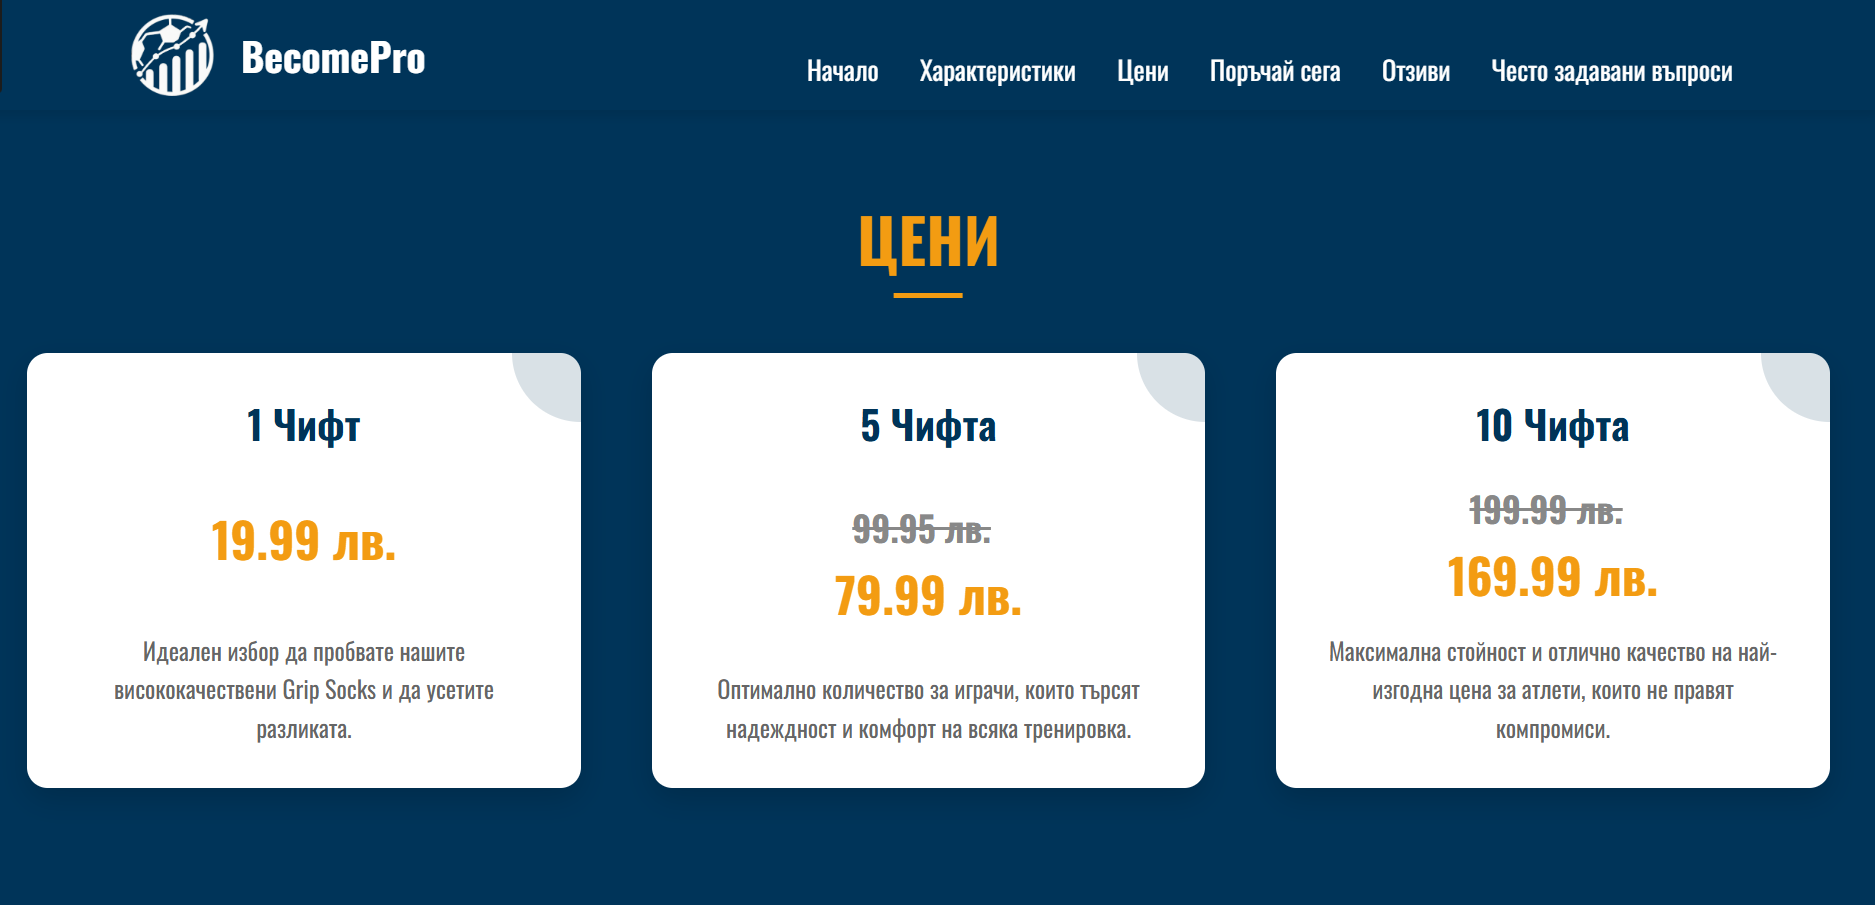 BecomePro
Начало Характеристики Цени Поръчай сега Отзиви Често задавани въпроси
ЦЕНИ
1 Чифт
19.99 лв.
Идеален избор да пробвате нашите
висококачествени Grip Socks и да усетите
разликата.
5 Чифта
99.95 лв.
79.99 лв.
Оптимално количество за играчи, които търсят
надеждност и комфорт на всяка тренировка.
10 Чифта
199.99 лв.
169.99 лв.
Максимална стойност и отлично качество на най-
изгодна цена за атлети, които не правят
компромиси.